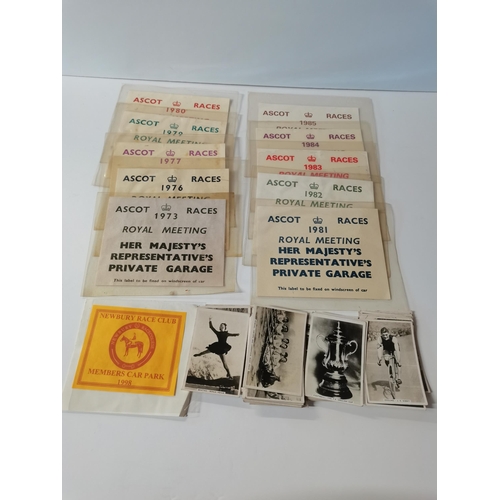 ASCOT RACES
1980
ASCOT RACES
1979
ROYAL MEETING
ASCOT RACES
1977
ASCOT RACES
1976
ROYAL MEETING
ASCOT RACES
1973
ROYAL MEETING
HER MAJESTY'S
REPRESENTATIVE'S
PRIVATE GARAGE
This label to be fixed on windscreen of car
ASCOT RACES
1985
ASCOT RACES
1984
ASCOT RACES
1983
ROYAL MEETING
ASCOT RACES
1982
ASCOT RACES
1981
ROYAL MEETING
HER MAJESTY'S
REPRESENTATIVE'S
PRIVATE GARAGE
This label to be fixed on windscreen of car
NEWBURY RACE CLUB
MEMBERS CAR PARK
1998